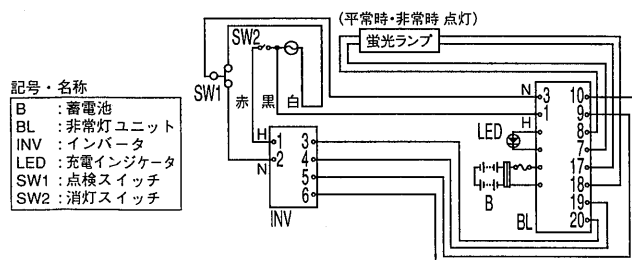 (平常時・非常時 点灯)
蛍光ランプ
SW2
SW1
赤 黒 白
記号・名称
B :蓄電池
BL :非常灯ユニット
INV :インバータ
LED :充電インジケータ
SW1 :点検スイッチ
SW2 :消灯スイッチ
H
N
1 3
2 4
5
6
INV
N
H
LED
B
BL
3 10
1 9
8
7
17
18
19
20